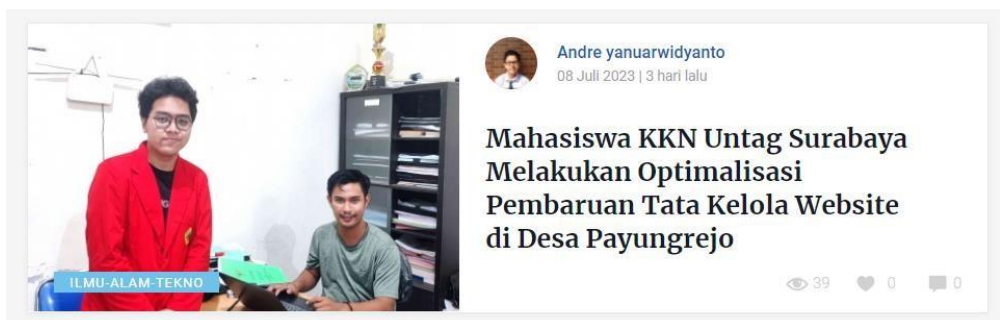 Andre yanuarwidyanto
08 Juli 2023 | 3 hari lalu
Mahasiswa KKN Untag Surabaya
Melakukan Optimalisasi
Pembaruan Tata Kelola Website
di Desa Payungrejo
ILMU-ALAM-TEKNO
39 0 0